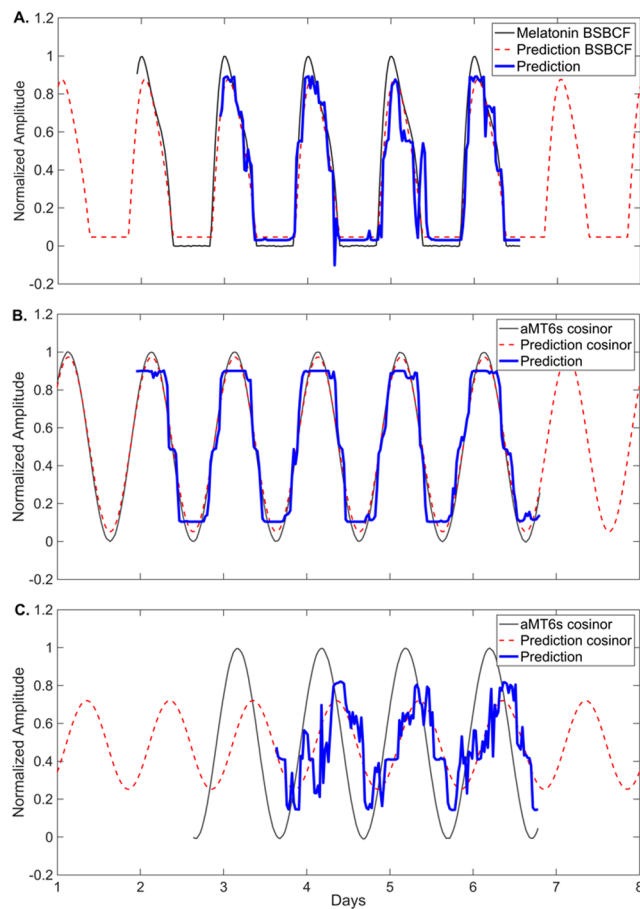 A.
1.2
1
0.8
0.6
0.4
0.2
0
-0.2
Normalized Amplitude
Melatonin BSBCF
Prediction BSBCF
Prediction
B.
1.2
1
0.8
0.6
0.4
0.2
0
-0.2
Normalized Amplitude
aMT6s cosinor
Prediction cosinor
Prediction
C.
1.2
1
0.8
0.6
0.4
0.2
0
-0.2
Normalized Amplitude
aMT6s cosinor
Prediction cosinor
Prediction
1 2 3 4 5 6 7 8
Days